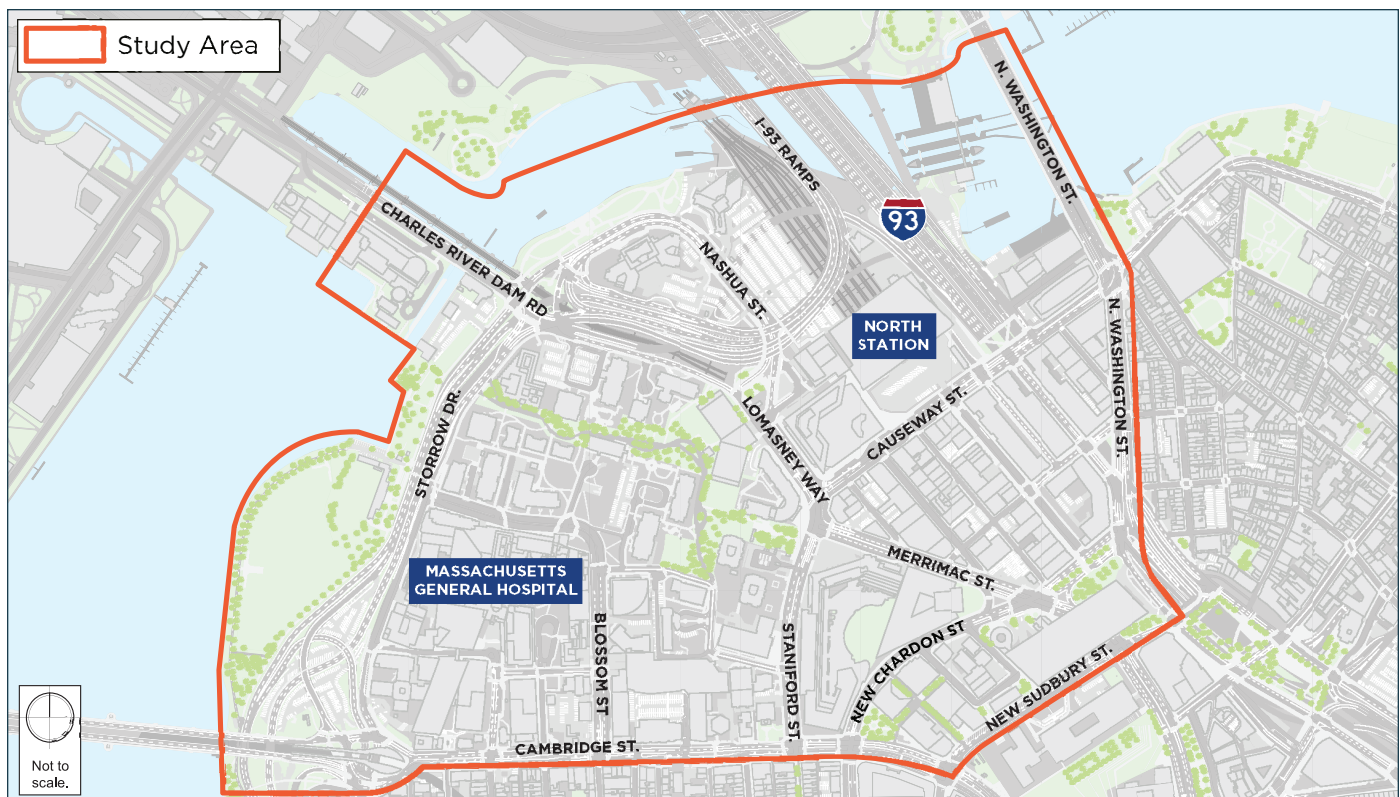 Study Area
N. WASHINGTON ST.
I-93 RAMPS
93
CHARLES RIVER DAM RD
NASHUA ST.
NORTH
STATION
N. WASHINGTON ST.
STORROW DR.
LOMASNEY WAY
CAUSEWAY ST.
MERRIMAC ST.
MASSACHUSETTS
GENERAL HOSPITAL
BLOSSOM ST
STANIFORD ST.
NEW CHARDON ST
NEW SUDBURY ST.
CAMBRIDGE ST.
Not to
scale.